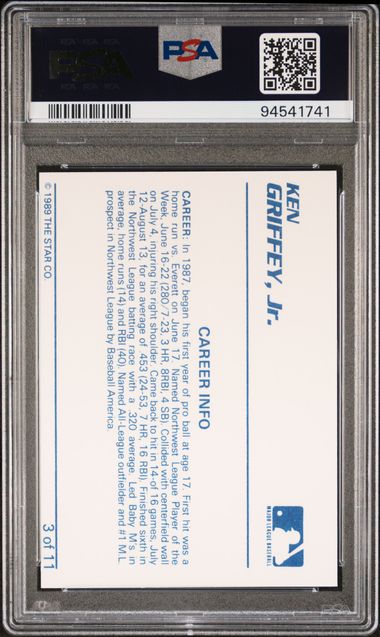 PSA
PSA
94541741
KEN
GRIFFEY, Jr.
MAJOR LEAGUE BASEBALL
CAREER INFO
CAREER: In 1987, began his first year of pro ball at age 17. First hit was a
home run vs. Everett on June 17. Named Northwest League Player of the
Week, June 16-22 (280/7-23, 3 HR, 8RBI, 4 SB). Collided with centerfield wall
on July 4, injuring his right shoulder. Came back to hit in 14-of 16 games, July
12-August 13, for an average of .453 (24-53, 7 HR, 16 RBI). Finished sixth in
the Northwest League batting race with a .320 average. Led Baby M's in
average, home runs (14) and RBI (40). Named All-League outfielder and #1 M.L.
prospect in Northwest League by Baseball America.
© 1989 THE STAR CO.
3 of 11